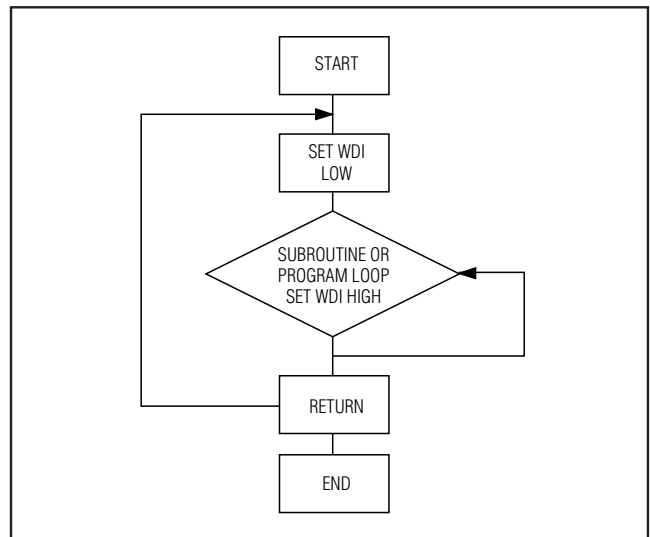 START
SET WDI
LOW
SUBROUTINE OR
PROGRAM LOOP
SET WDI HIGH
RETURN
END